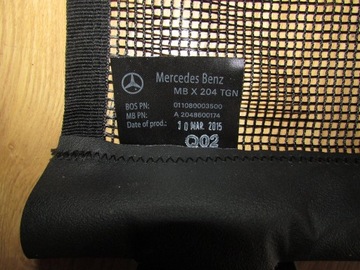 Mercedes Benz
MB X 204 TGN
BOS PN: 011080003500
MB PN: A 2048600174
Date of prod.: 30 MAR. 2015
Q02